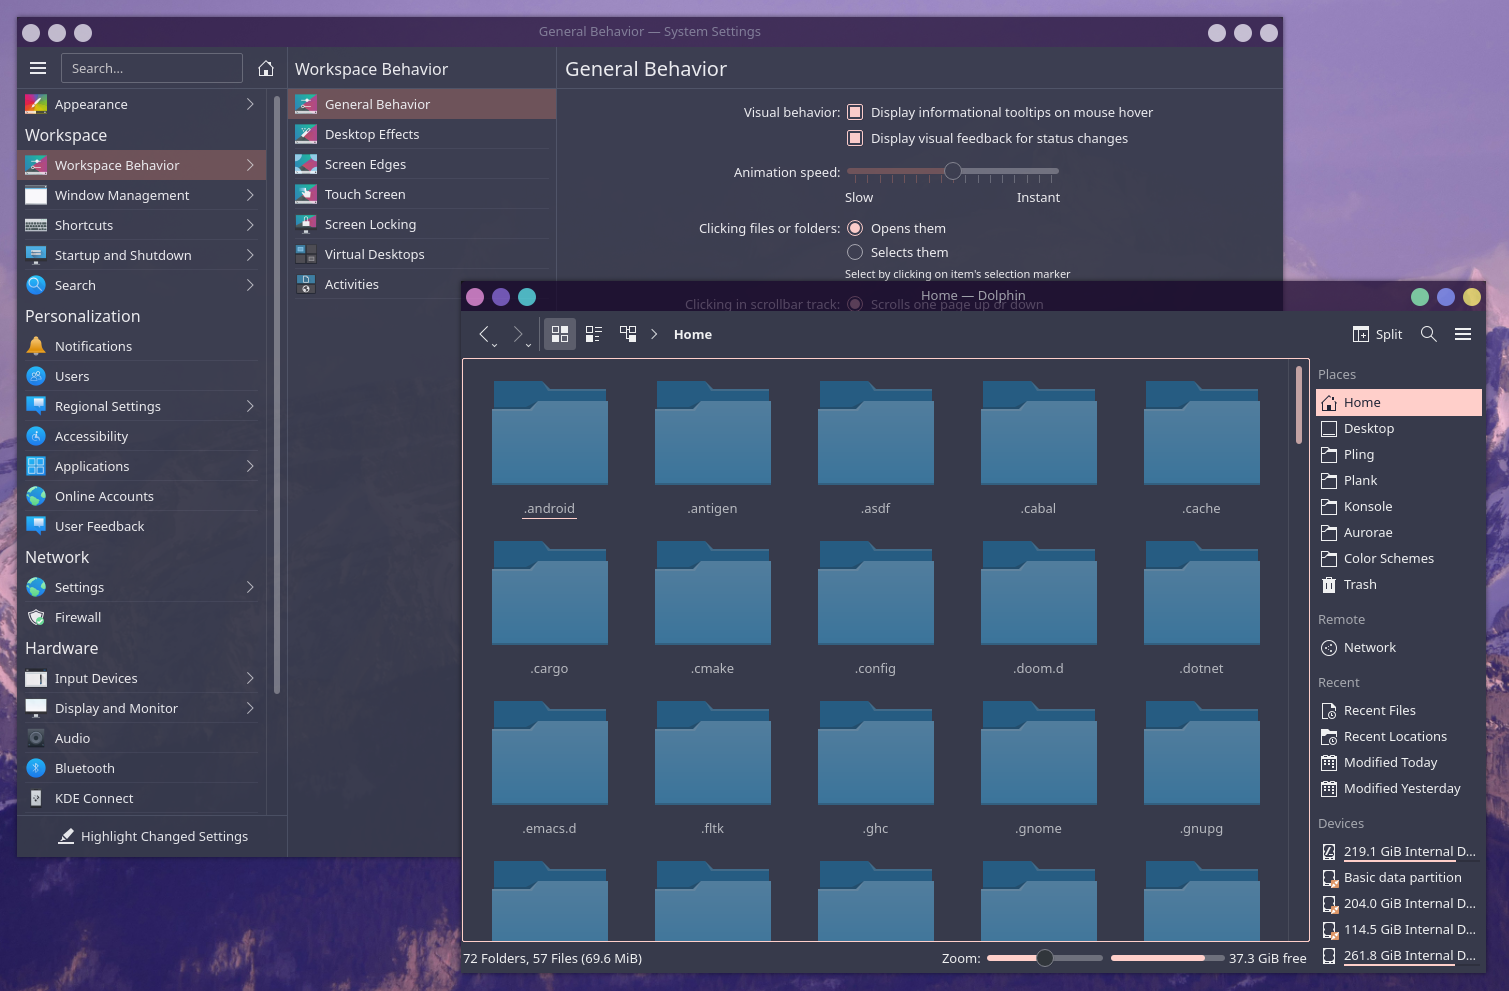 General Behavior — System Settings
Search...
Appearance
Workspace
Workspace Behavior
Window Management
Shortcuts
Startup and Shutdown
Search
Personalization
Notifications
Users
Regional Settings
Accessibility
Applications
Online Accounts
User Feedback
Network
Settings
Firewall
Hardware
Input Devices
Display and Monitor
Audio
Bluetooth
KDE Connect
Highlight Changed Settings
Workspace Behavior
General Behavior
Desktop Effects
Screen Edges
Touch Screen
Screen Locking
Virtual Desktops
Activities
General Behavior
Visual behavior: Display informational tooltips on mouse hover
Display visual feedback for status changes
Animation speed:
Slow Instant
Clicking files or folders: Opens them
Selects them
Select by clicking on item's selection marker
Clicking in scrollbar track: Scrolls one page up or down
Home — Dolphin
Home
Split
.android .antigen .asdf .cabal .cache
.cargo .cmake .config .doom.d .dotnet
.emacs.d .fltk .ghc .gnome .gnupg
72 Folders, 57 Files (69.6 MiB)
Zoom:
37.3 GiB free
Places
Home
Desktop
Pling
Plank
Konsole
Aurorae
Color Schemes
Trash
Remote
Network
Recent
Recent Files
Recent Locations
Modified Today
Modified Yesterday
Devices
219.1 GiB Internal D...
Basic data partition
204.0 GiB Internal D...
114.5 GiB Internal D...
261.8 GiB Internal D...